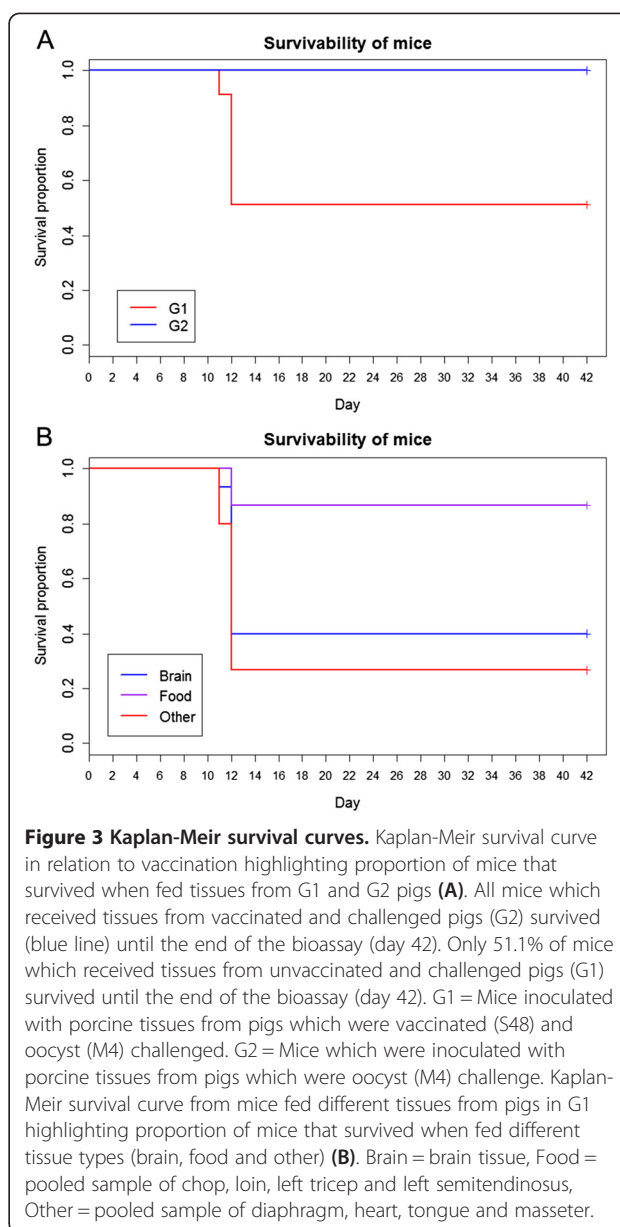 A
Survivability of mice
Survival proportion
1.0
0.8
0.6
0.4
0.2
0.0
G1
G2
0 2 4 6 8 10 12 14 16 18 20 22 24 26 28 30 32 34 36 38 40 42
Day
B
Survivability of mice
Survival proportion
1.0
0.8
0.6
0.4
0.2
0.0
Brain
Food
Other
0 2 4 6 8 10 12 14 16 18 20 22 24 26 28 30 32 34 36 38 40 42
Day
Figure 3 Kaplan-Meir survival curves. Kaplan-Meir survival curve
in relation to vaccination highlighting proportion of mice that
survived when fed tissues from G1 and G2 pigs (A). All mice which
received tissues from vaccinated and challenged pigs (G2) survived
(blue line) until the end of the bioassay (day 42). Only 51.1% of mice
which received tissues from unvaccinated and challenged pigs (G1)
survived until the end of the bioassay (day 42). G1 = Mice inoculated
with porcine tissues from pigs which were vaccinated (S48) and
oocyst (M4) challenged. G2 = Mice which were inoculated with
porcine tissues from pigs which were oocyst (M4) challenge. Kaplan-
Meir survival curve from mice fed different tissues from pigs in G1
highlighting proportion of mice that survived when fed different
tissue types (brain, food and other) (B). Brain = brain tissue, Food =
pooled sample of chop, loin, left tricep and left semitendinosus,
Other = pooled sample of diaphragm, heart, tongue and masseter.